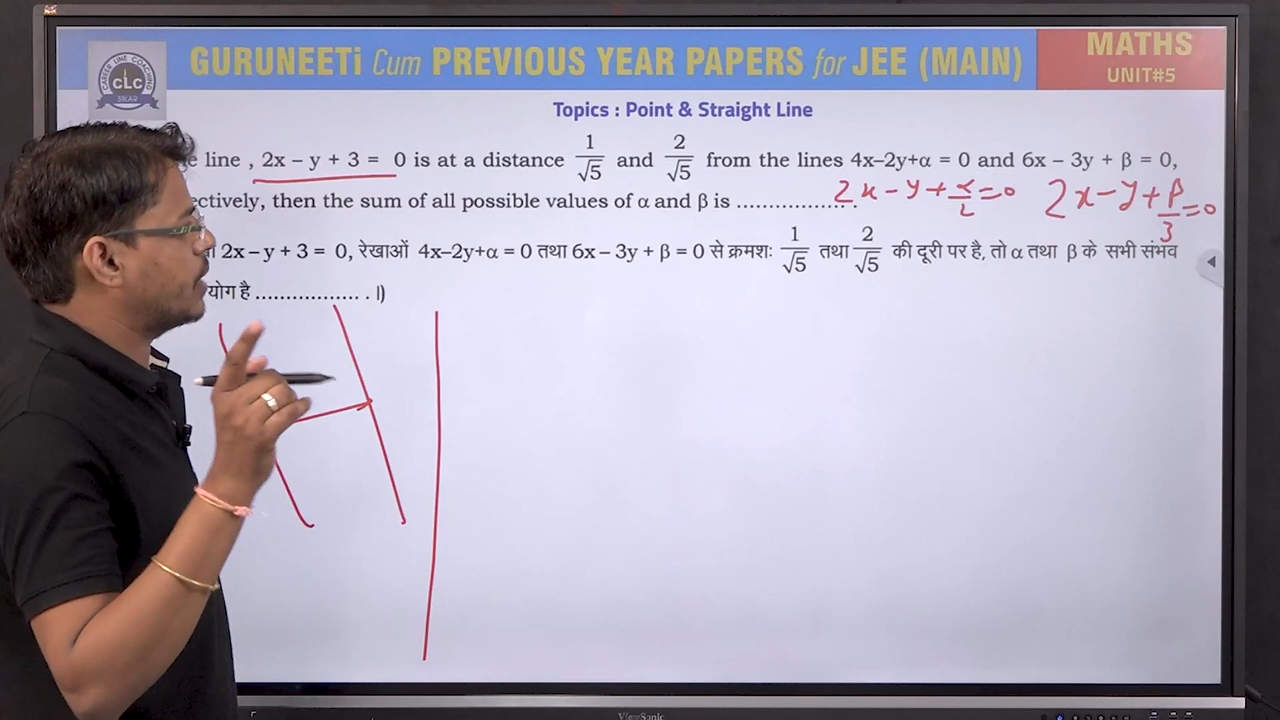 GURUNEETi Cum PREVIOUS YEAR PAPERS for JEE (MAIN)
MATHS
UNIT#5
CLC
SIKAR
Topics : Point & Straight Line
line , 2x – y + 3 = 0 is at a distance 1/√5 and 2/√5 from the lines 4x–2y+α = 0 and 6x – 3y + β = 0,
then the sum of all possible values of α and β is .................. .
2x-y+α/2=0 2x-y+β/3=0
2x – y + 3 = 0, रेखाओं 4x–2y+α = 0 तथा 6x – 3y + β = 0 से क्रमशः 1/√5 तथा 2/√5 की दूरी पर है, तो α तथा β के सभी संभव
योग है ................. . ।)
ViewSonic